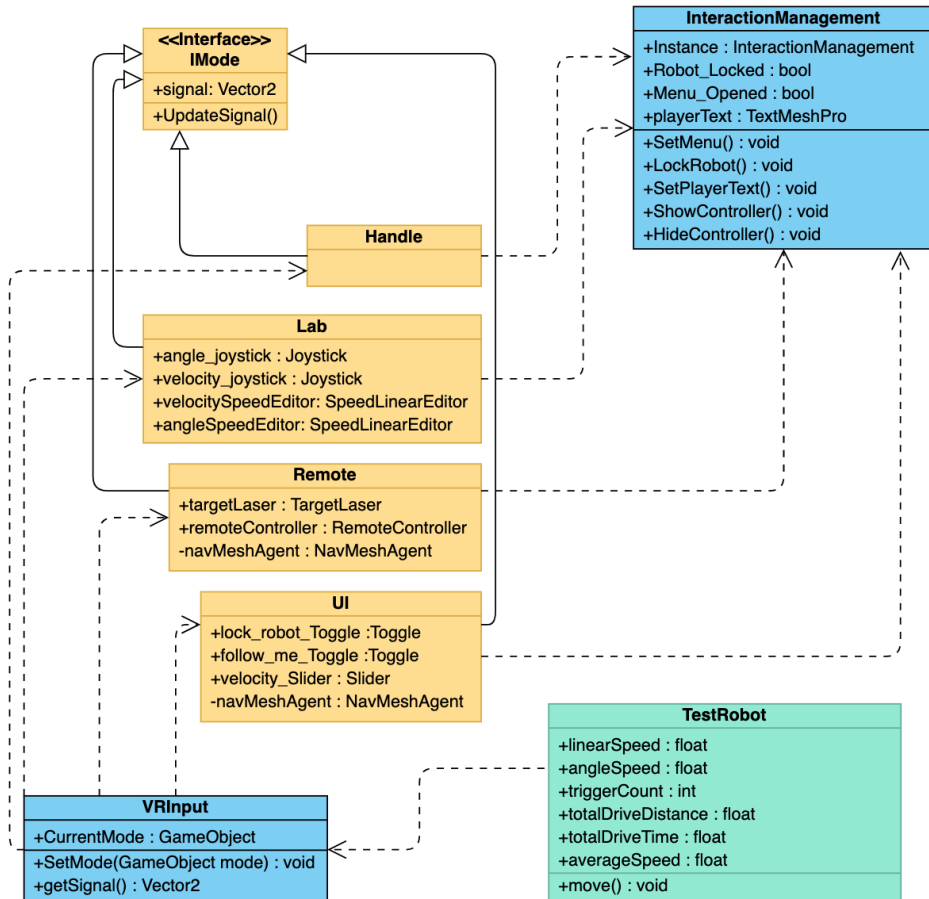 <<Interface>>
IMode
+signal: Vector2
+UpdateSignal()
InteractionManagement
+Instance : InteractionManagement
+Robot_Locked : bool
+Menu_Opened : bool
+playerText : TextMeshPro
+SetMenu() : void
+LockRobot() : void
+SetPlayerText() : void
+ShowController() : void
+HideController() : void
Handle
Lab
+angle_joystick : Joystick
+velocity_joystick : Joystick
+velocitySpeedEditor: SpeedLinearEditor
+angleSpeedEditor: SpeedLinearEditor
Remote
+targetLaser : TargetLaser
+remoteController : RemoteController
-navMeshAgent : NavMeshAgent
UI
+lock_robot_Toggle :Toggle
+follow_me_Toggle :Toggle
+velocity_Slider : Slider
-navMeshAgent : NavMeshAgent
TestRobot
+linearSpeed : float
+angleSpeed : float
+triggerCount : int
+totalDriveDistance : float
+totalDriveTime : float
+averageSpeed : float
+move() : void
VRInput
+CurrentMode : GameObject
+SetMode(GameObject mode) : void
+getSignal() : Vector2